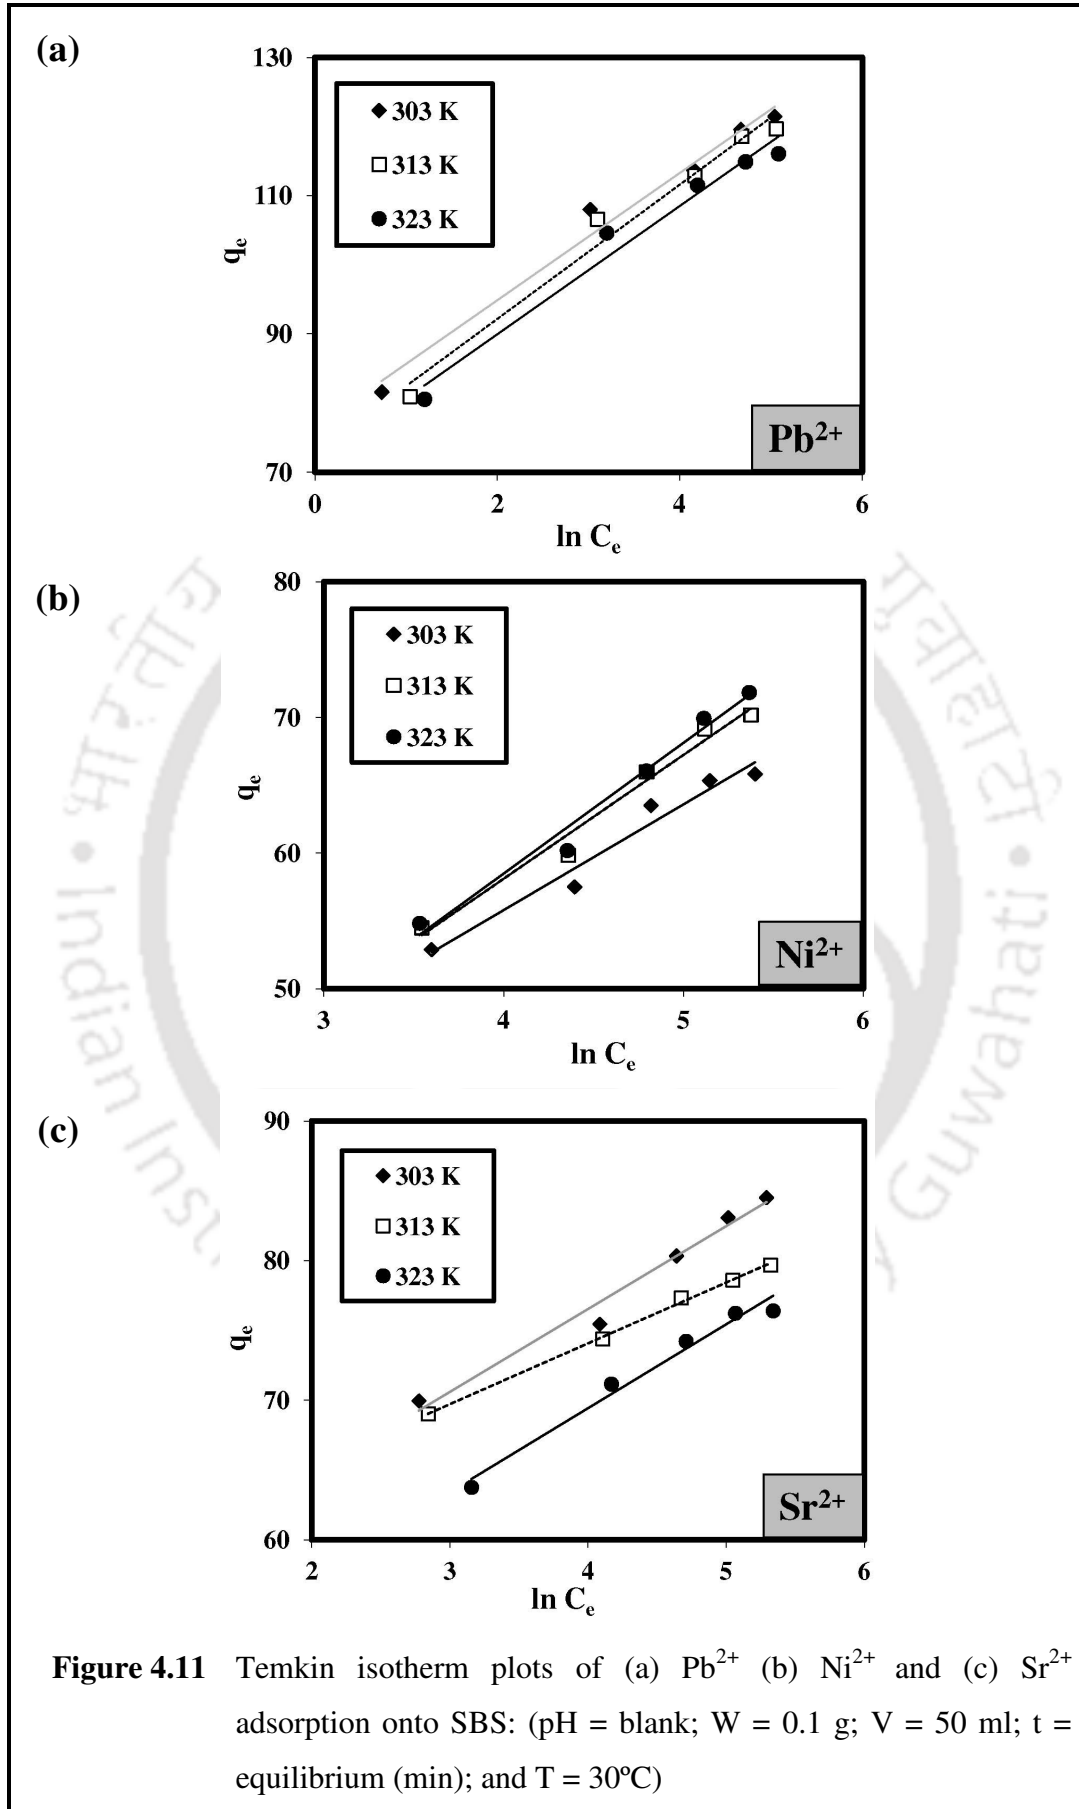 (a)
130
110
90
70
q_e
303 K
313 K
323 K
Pb²⁺
0 2 4 6
ln C_e
(b)
80
70
60
50
q_e
303 K
313 K
323 K
Ni²⁺
3 4 5 6
ln C_e
(c)
90
80
70
60
q_e
303 K
313 K
323 K
Sr²⁺
2 3 4 5 6
ln C_e
Indian Ins
Guwahati
Figure 4.11 Temkin isotherm plots of (a) Pb²⁺ (b) Ni²⁺ and (c) Sr²⁺
adsorption onto SBS: (pH = blank; W = 0.1 g; V = 50 ml; t =
equilibrium (min); and T = 30ºC)